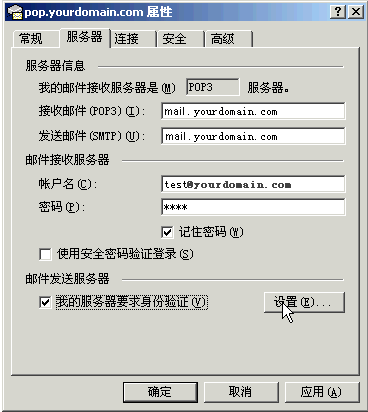 pop.yourdomain.com 属性
常规 服务器 连接 安全 高级
服务器信息
我的邮件接收服务器是(M) POP3 服务器。
接收邮件(POP3)(I): mail.yourdomain.com
发送邮件(SMTP)(U): mail.yourdomain.com
邮件接收服务器
帐户名(C): test@yourdomain.com
密码(P): ****
记住密码(W)
使用安全密码验证登录(S)
邮件发送服务器
我的服务器要求身份验证(V) 设置(E)...
确定 取消 应用(A)